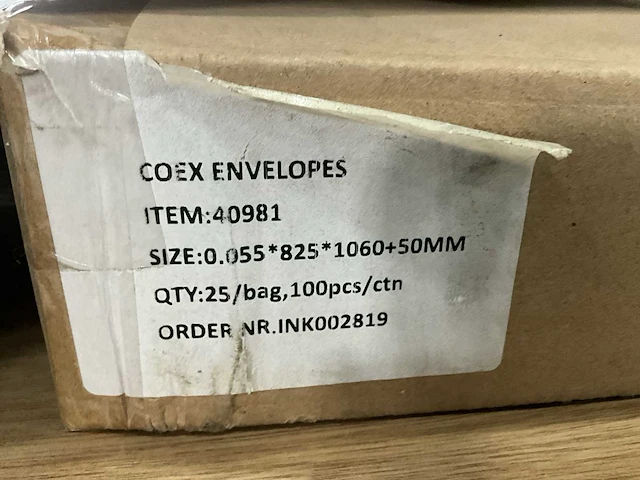 COEX ENVELOPES
ITEM:40981
SIZE:0.055*825*1060+50MM
QTY:25/bag,100pcs/ctn
ORDER NR.INK002819